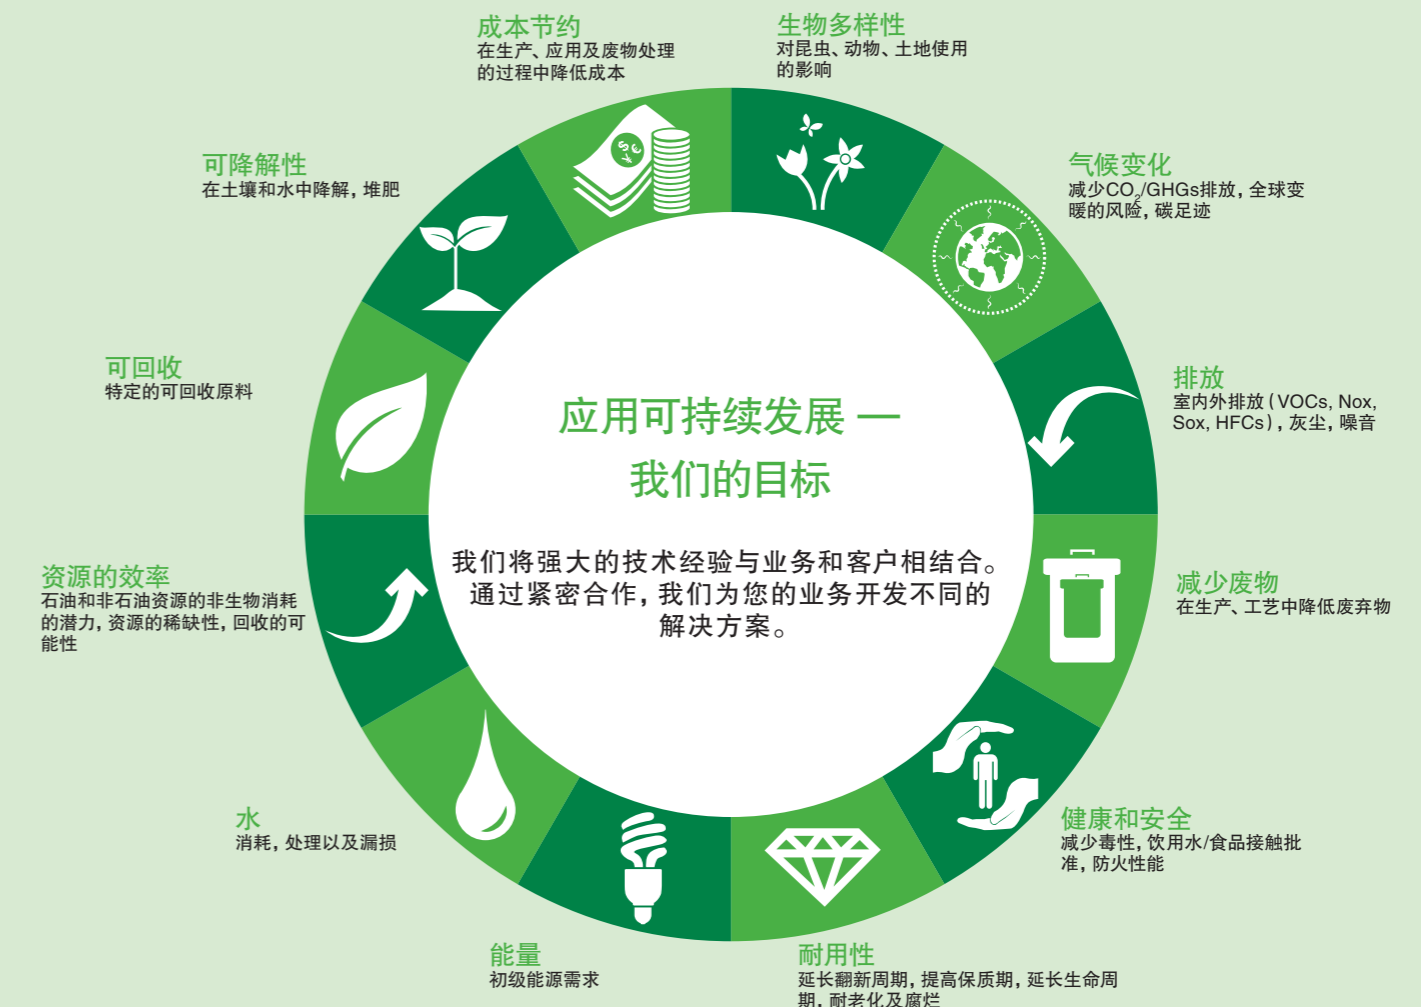 成本节约
在生产、应用及废物处理
的过程中降低成本
生物多样性
对昆虫、动物、土地使用
的影响
气候变化
减少CO₂/GHGs排放，全球变
暖的风险，碳足迹
排放
室内外排放（VOCs, Nox,
Sox, HFCs），灰尘，噪音
减少废物
在生产、工艺中降低废弃物
健康和安全
减少毒性，饮用水/食品接触批
准，防火性能
耐用性
延长翻新周期，提高保质期，延长生命周
期，耐老化及腐烂
能量
初级能源需求
水
消耗，处理以及漏损
资源的效率
石油和非石油资源的非生物消耗
的潜力，资源的稀缺性，回收的可
能性
可回收
特定的可回收原料
可降解性
在土壤和水中降解，堆肥
$
€
¥
应用可持续发展 —
我们的目标
我们将强大的技术经验与业务和客户相结合。
通过紧密合作，我们为您的业务开发不同的
解决方案。